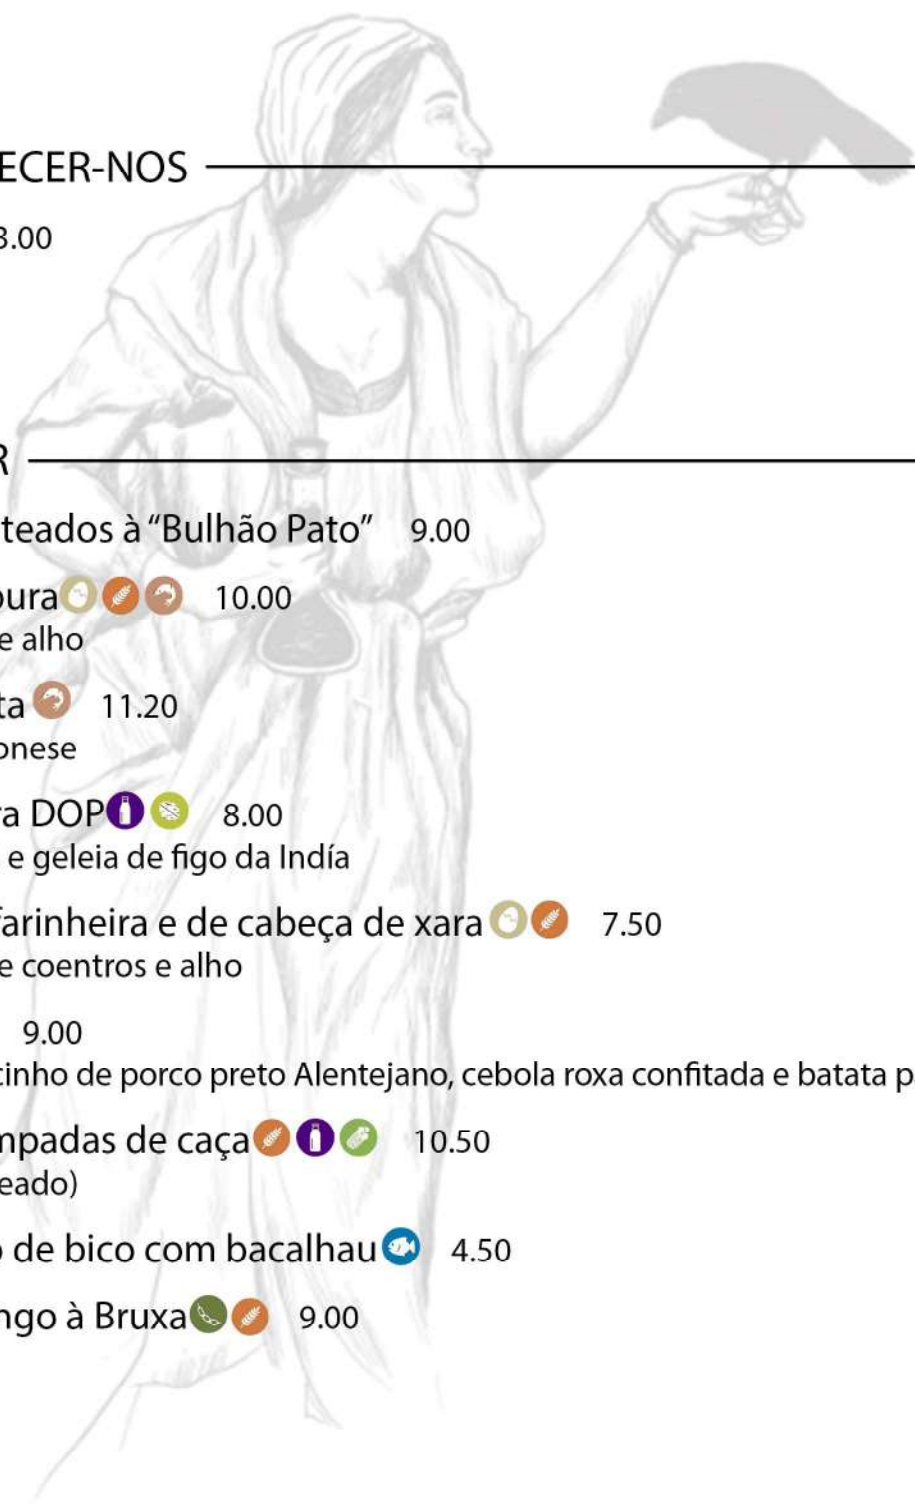 ECER-NOS
3.00
R
teados à “Bulhão Pato” 9.00
oura 10.00
e alho
ta 11.20
onese
ra DOP 8.00
e geleia de figo da Indía
farinheira e de cabeça de xara 7.50
e coentros e alho
9.00
cinho de porco preto Alentejano, cebola roxa confitada e batata p
mpadas de caça 10.50
eado)
o de bico com bacalhau 4.50
ngo à Bruxa 9.00